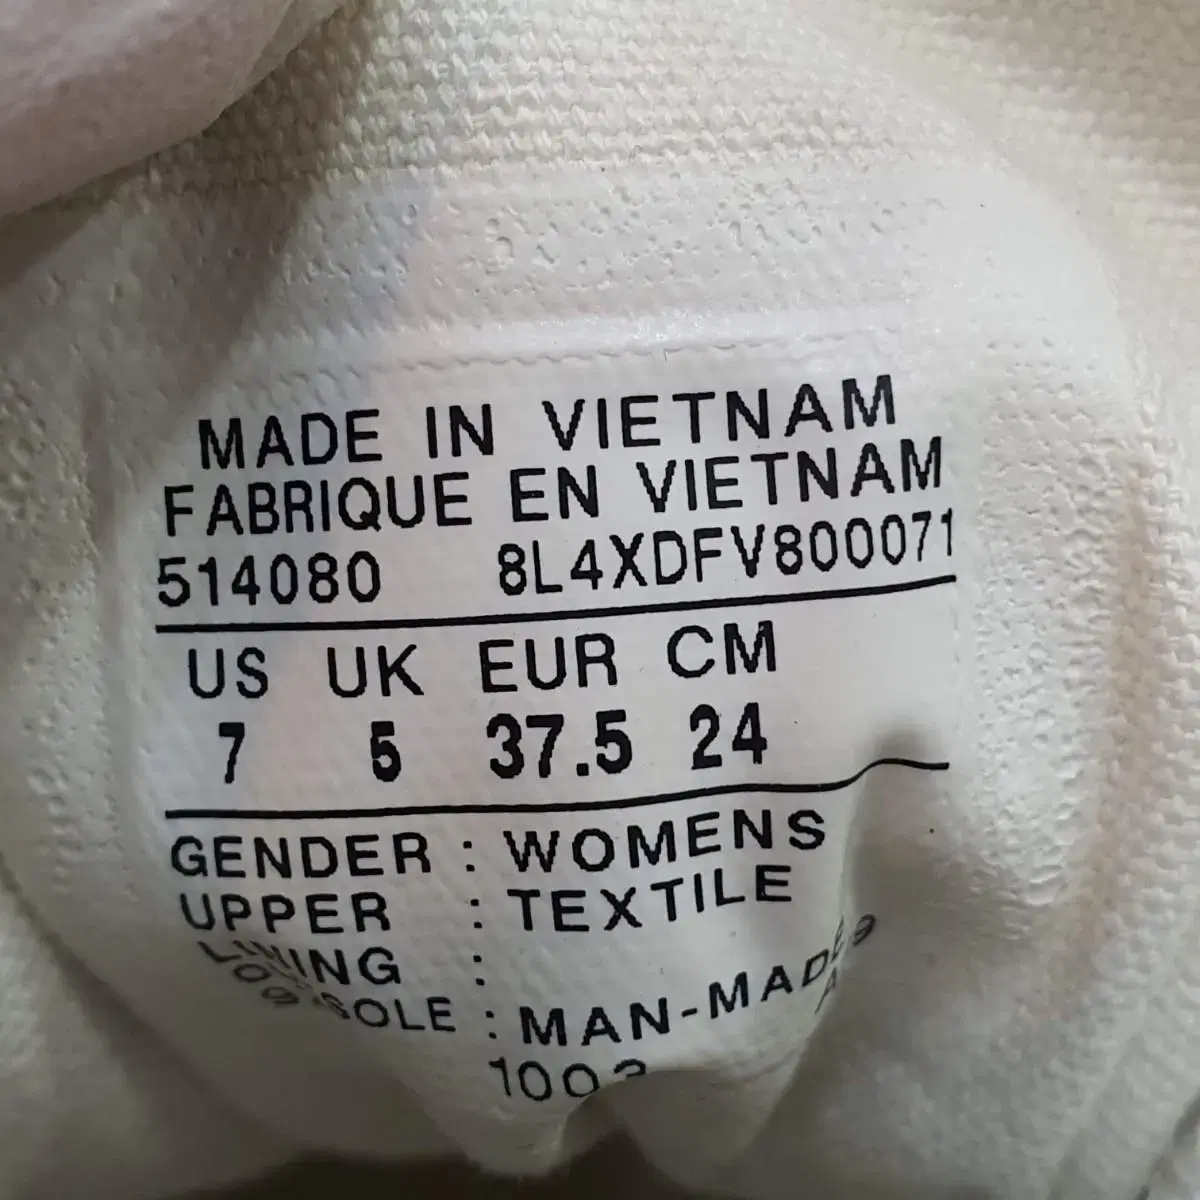 MADE IN VIETNAM
FABRIQUE EN VIETNAM
514080 8L4XDFV800071
US UK EUR CM
7 5 37.5 24
GENDER : WOMENS
UPPER : TEXTILE
LINING :
SOLE : MAN-MADE